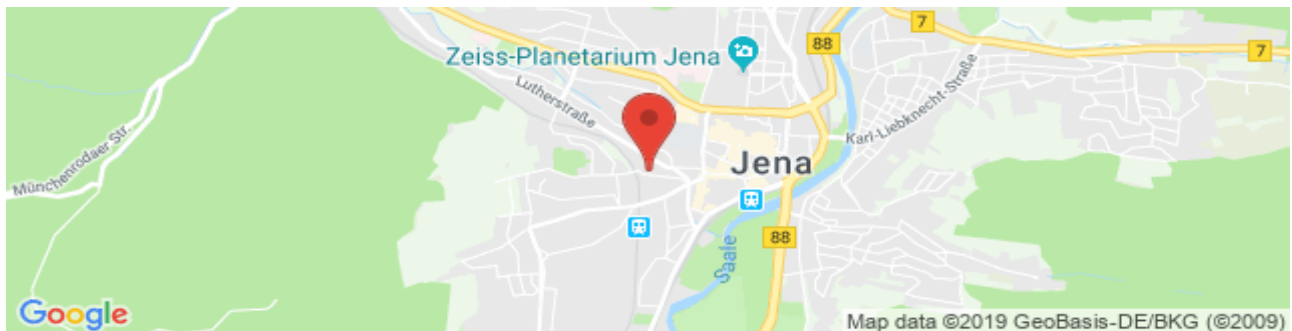 7
88
7
Zeiss-Planetarium Jena
Lutherstraße
Karl-Liebknecht-Straße
Münchenrodaer Str.
Jena
88
Saale
Google
Map data ©2019 GeoBasis-DE/BKG (©2009)